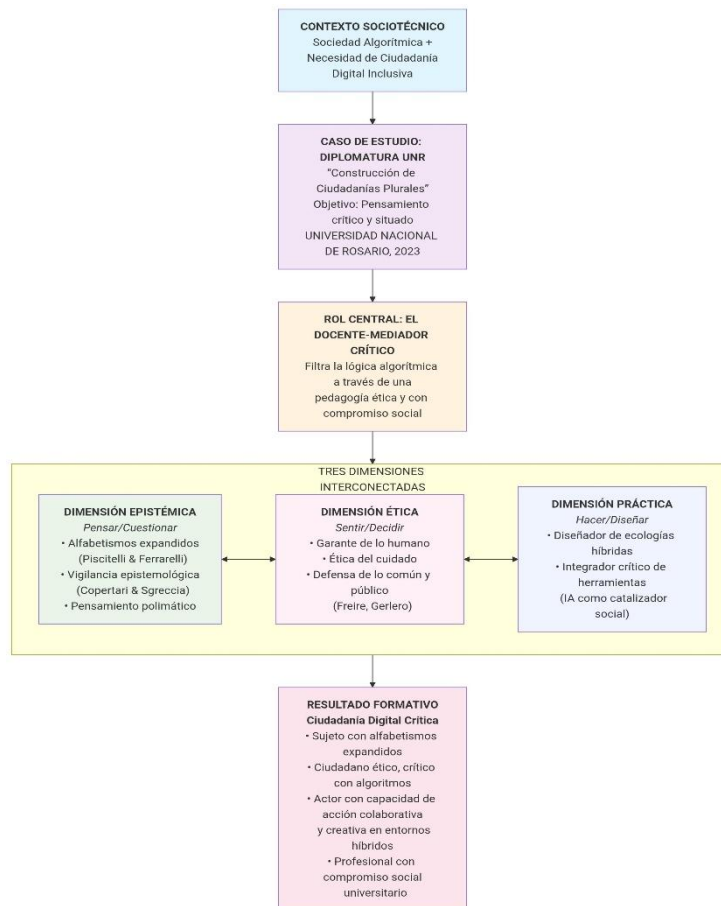 CONTEXTO SOCIOTÉCNICO
Sociedad Algorítmica +
Necesidad de Ciudadanía
Digital Inclusiva
CASO DE ESTUDIO:
DIPLOMATURA UNR
"Construcción de
Ciudadanías Plurales"
Objetivo: Pensamiento
crítico y situado
UNIVERSIDAD NACIONAL
DE ROSARIO, 2023
ROL CENTRAL: EL
DOCENTE-MEDIADOR
CRÍTICO
Filtra la lógica algorítmica
a través de una
pedagogía ética y con
compromiso social
TRES DIMENSIONES
INTERCONECTADAS
DIMENSIÓN EPISTÉMICA
Pensar/Cuestionar
• Alfabetismos expandidos
(Piscitelli & Ferrarelli)
• Vigilancia epistemológica
(Copertari & Sgreccia)
• Pensamiento polimático
DIMENSIÓN ÉTICA
Sentir/Decidir
• Garante de lo humano
• Ética del cuidado
• Defensa de lo común y
público
(Freire, Gerlero)
DIMENSIÓN PRÁCTICA
Hacer/Diseñar
• Diseñador de ecologías
híbridas
• Integrador crítico de
herramientas
(IA como catalizador
social)
RESULTADO FORMATIVO
Ciudadanía Digital Crítica
• Sujeto con alfabetismos
expandidos
• Ciudadano ético, crítico
con algoritmos
• Actor con capacidad de
acción colaborativa
y creativa en entornos
híbridos
• Profesional con
compromiso social
universitario